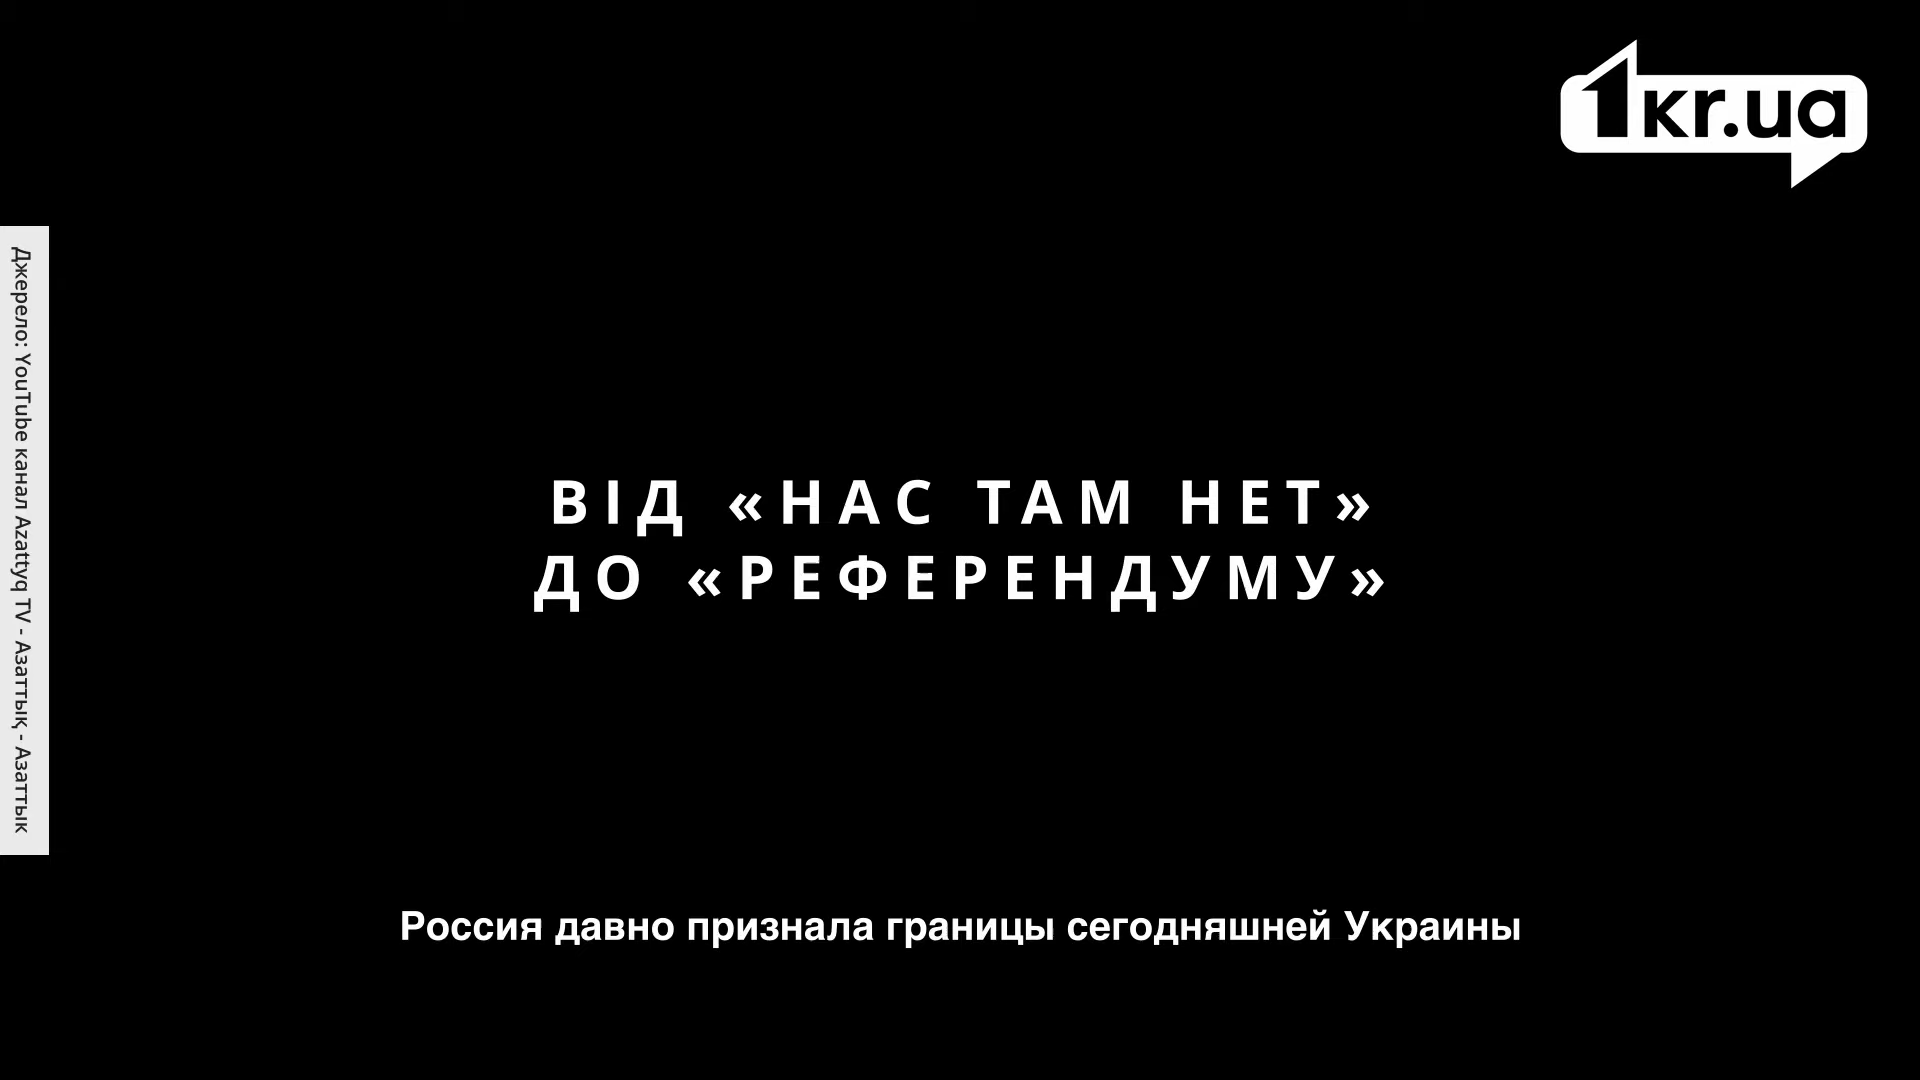 1kr.ua
Джерело: YouTube канал Azattyq TV - Азаттық - Азаттык
ВІД «НАС ТАМ НЕТ»
ДО «РЕФЕРЕНДУМУ»
Россия давно признала границы сегодняшней Украины